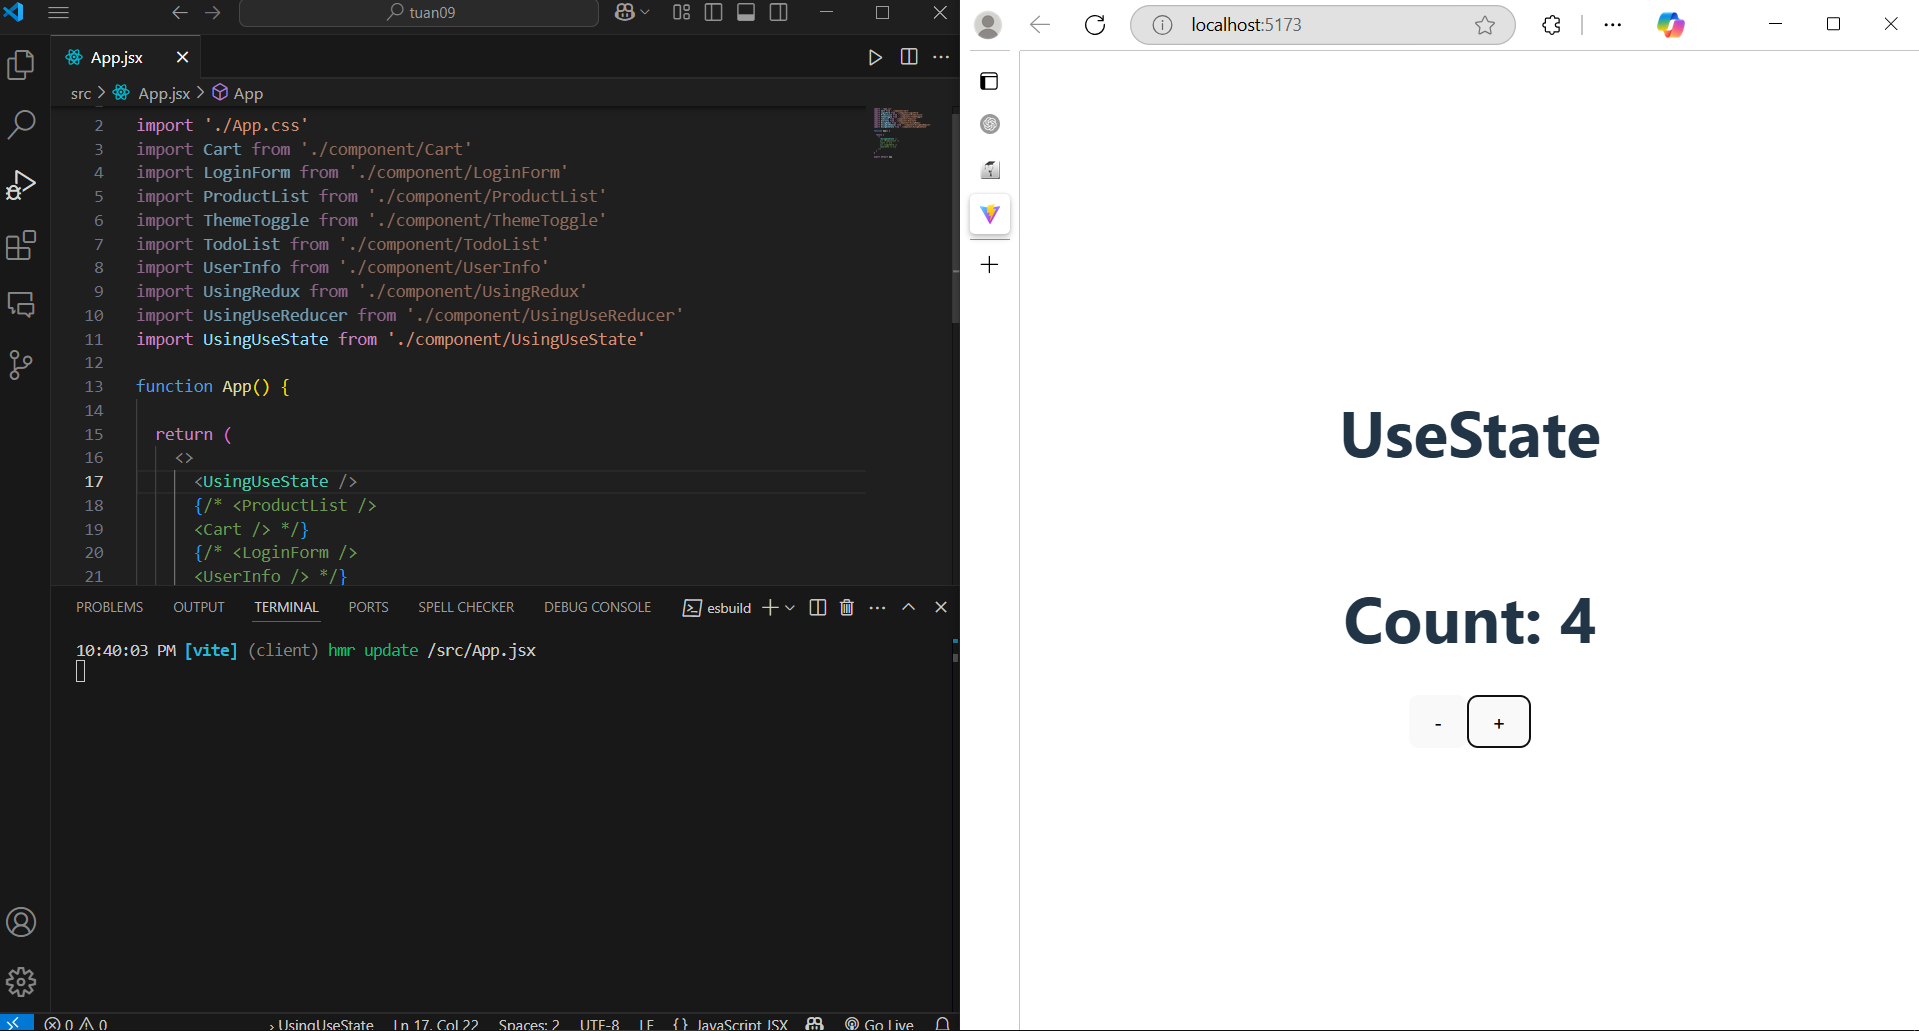 tuan09
App.jsx
src > App.jsx > App
2 import './App.css'
3 import Cart from './component/Cart'
4 import LoginForm from './component/LoginForm'
5 import ProductList from './component/ProductList'
6 import ThemeToggle from './component/ThemeToggle'
7 import TodoList from './component/TodoList'
8 import UserInfo from './component/UserInfo'
9 import UsingRedux from './component/UsingRedux'
10 import UsingUseReducer from './component/UsingUseReducer'
11 import UsingUseState from './component/UsingUseState'
12
13 function App() {
14
15 return (
16 <>
17 <UsingUseState />
18 {/* <ProductList />
19 <Cart /> */}
20 {/* <LoginForm />
21 <UserInfo /> */}
PROBLEMS OUTPUT TERMINAL PORTS SPELL CHECKER DEBUG CONSOLE esbuild
10:40:03 PM [vite] (client) hmr update /src/App.jsx
0 0 › UsingUseState Ln 17, Col 22 Spaces: 2 UTF-8 LF {} JavaScript JSX Go Live
localhost:5173
UseState
Count: 4
- +